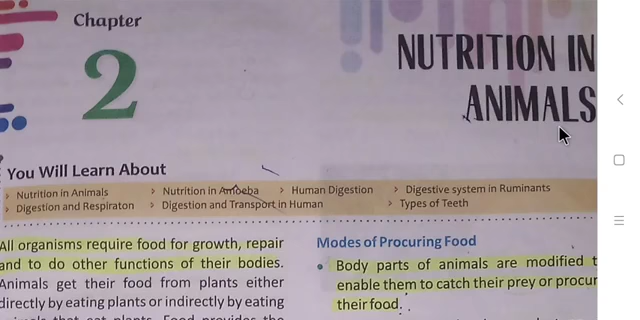 Chapter
2
NUTRITION IN
ANIMALS
You Will Learn About
› Nutrition in Animals › Nutrition in Amoeba › Human Digestion › Digestive system in Ruminants
› Digestion and Respiraton › Digestion and Transport in Human › Types of Teeth
All organisms require food for growth, repair
and to do other functions of their bodies.
Animals get their food from plants either
directly by eating plants or indirectly by eating
Modes of Procuring Food
• Body parts of animals are modified
enable them to catch their prey or
their food.